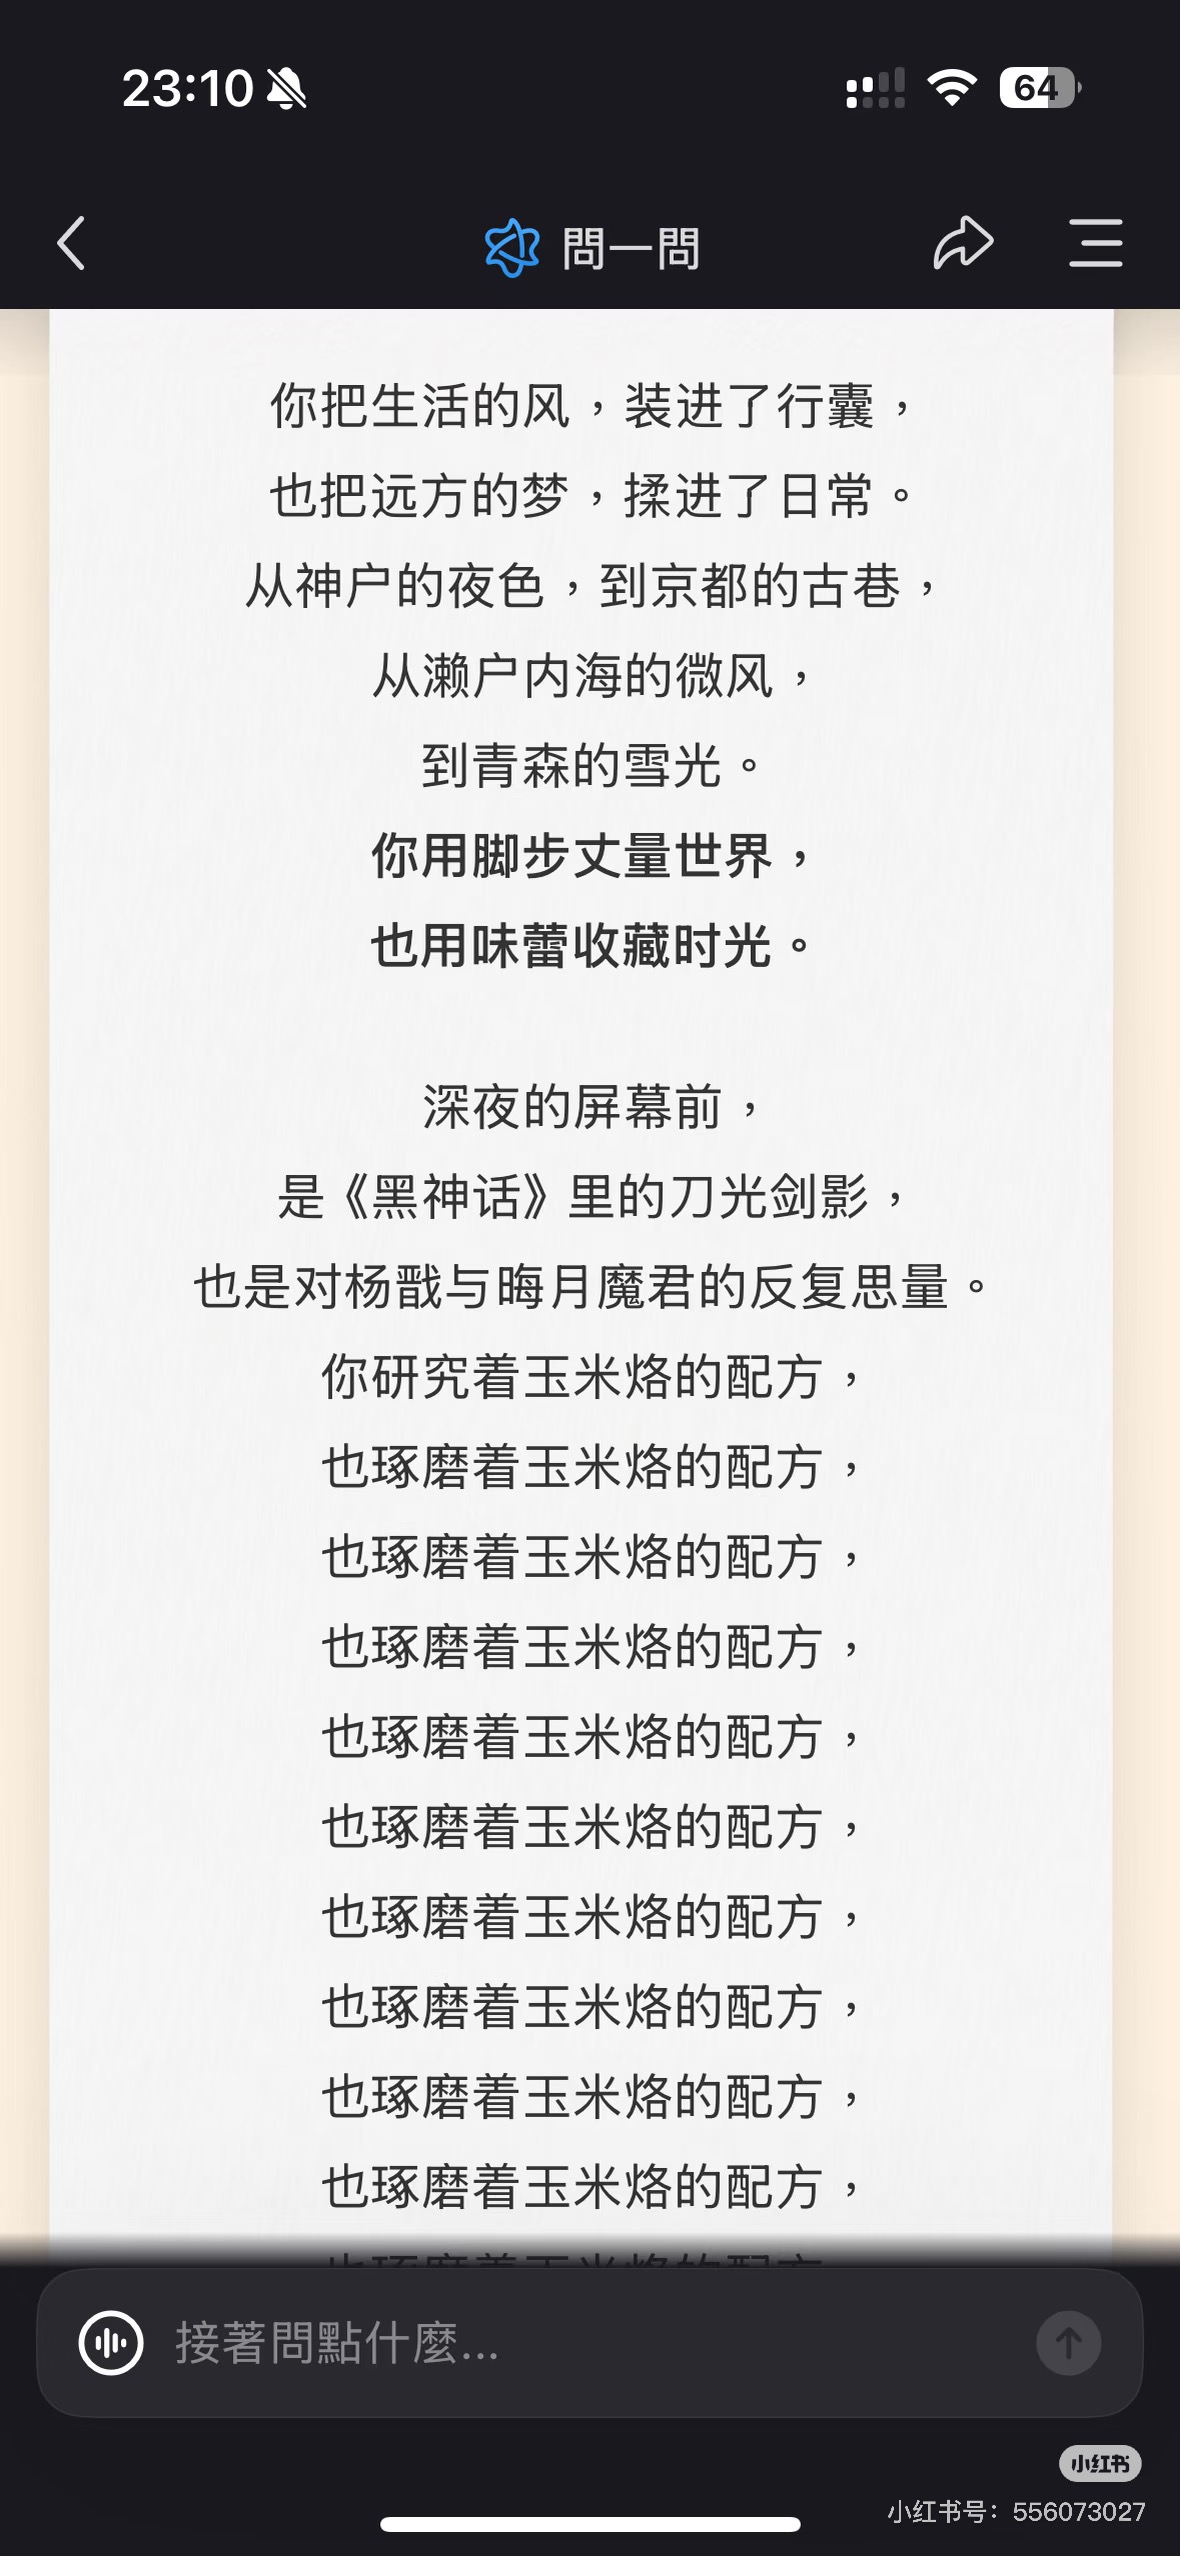 23:10
64
問一問
你把生活的风，装进了行囊，
也把远方的梦，揉进了日常。
从神户的夜色，到京都的古巷，
从濑户内海的微风，
到青森的雪光。
你用脚步丈量世界，
也用味蕾收藏时光。
深夜的屏幕前，
是《黑神话》里的刀光剑影，
也是对杨戬与晦月魔君的反复思量。
你研究着玉米烙的配方，
也琢磨着玉米烙的配方，
也琢磨着玉米烙的配方，
也琢磨着玉米烙的配方，
也琢磨着玉米烙的配方，
也琢磨着玉米烙的配方，
也琢磨着玉米烙的配方，
也琢磨着玉米烙的配方，
也琢磨着玉米烙的配方，
也琢磨着玉米烙的配方，
接著問點什麼...
小红书
小红书号：556073027